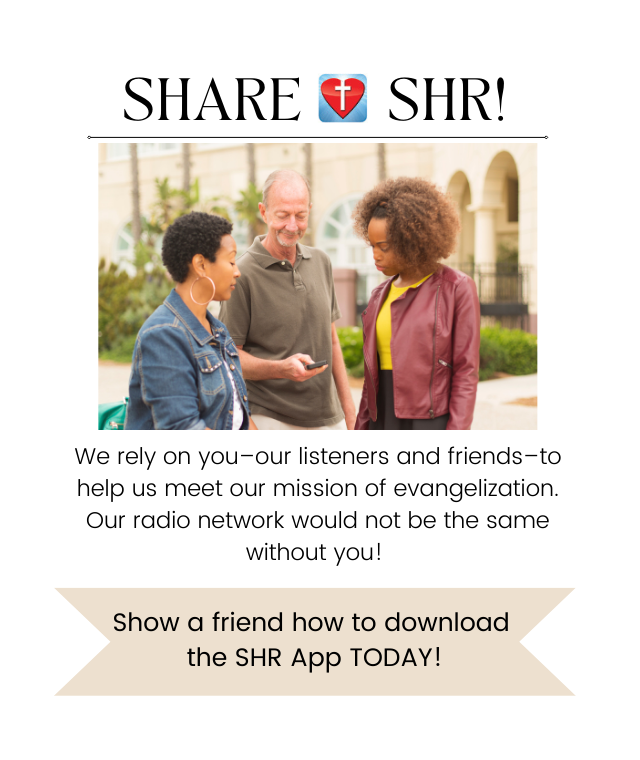 SHARE SHR!
We rely on you–our listeners and friends–to
help us meet our mission of evangelization.
Our radio network would not be the same
without you!
Show a friend how to download
the SHR App TODAY!